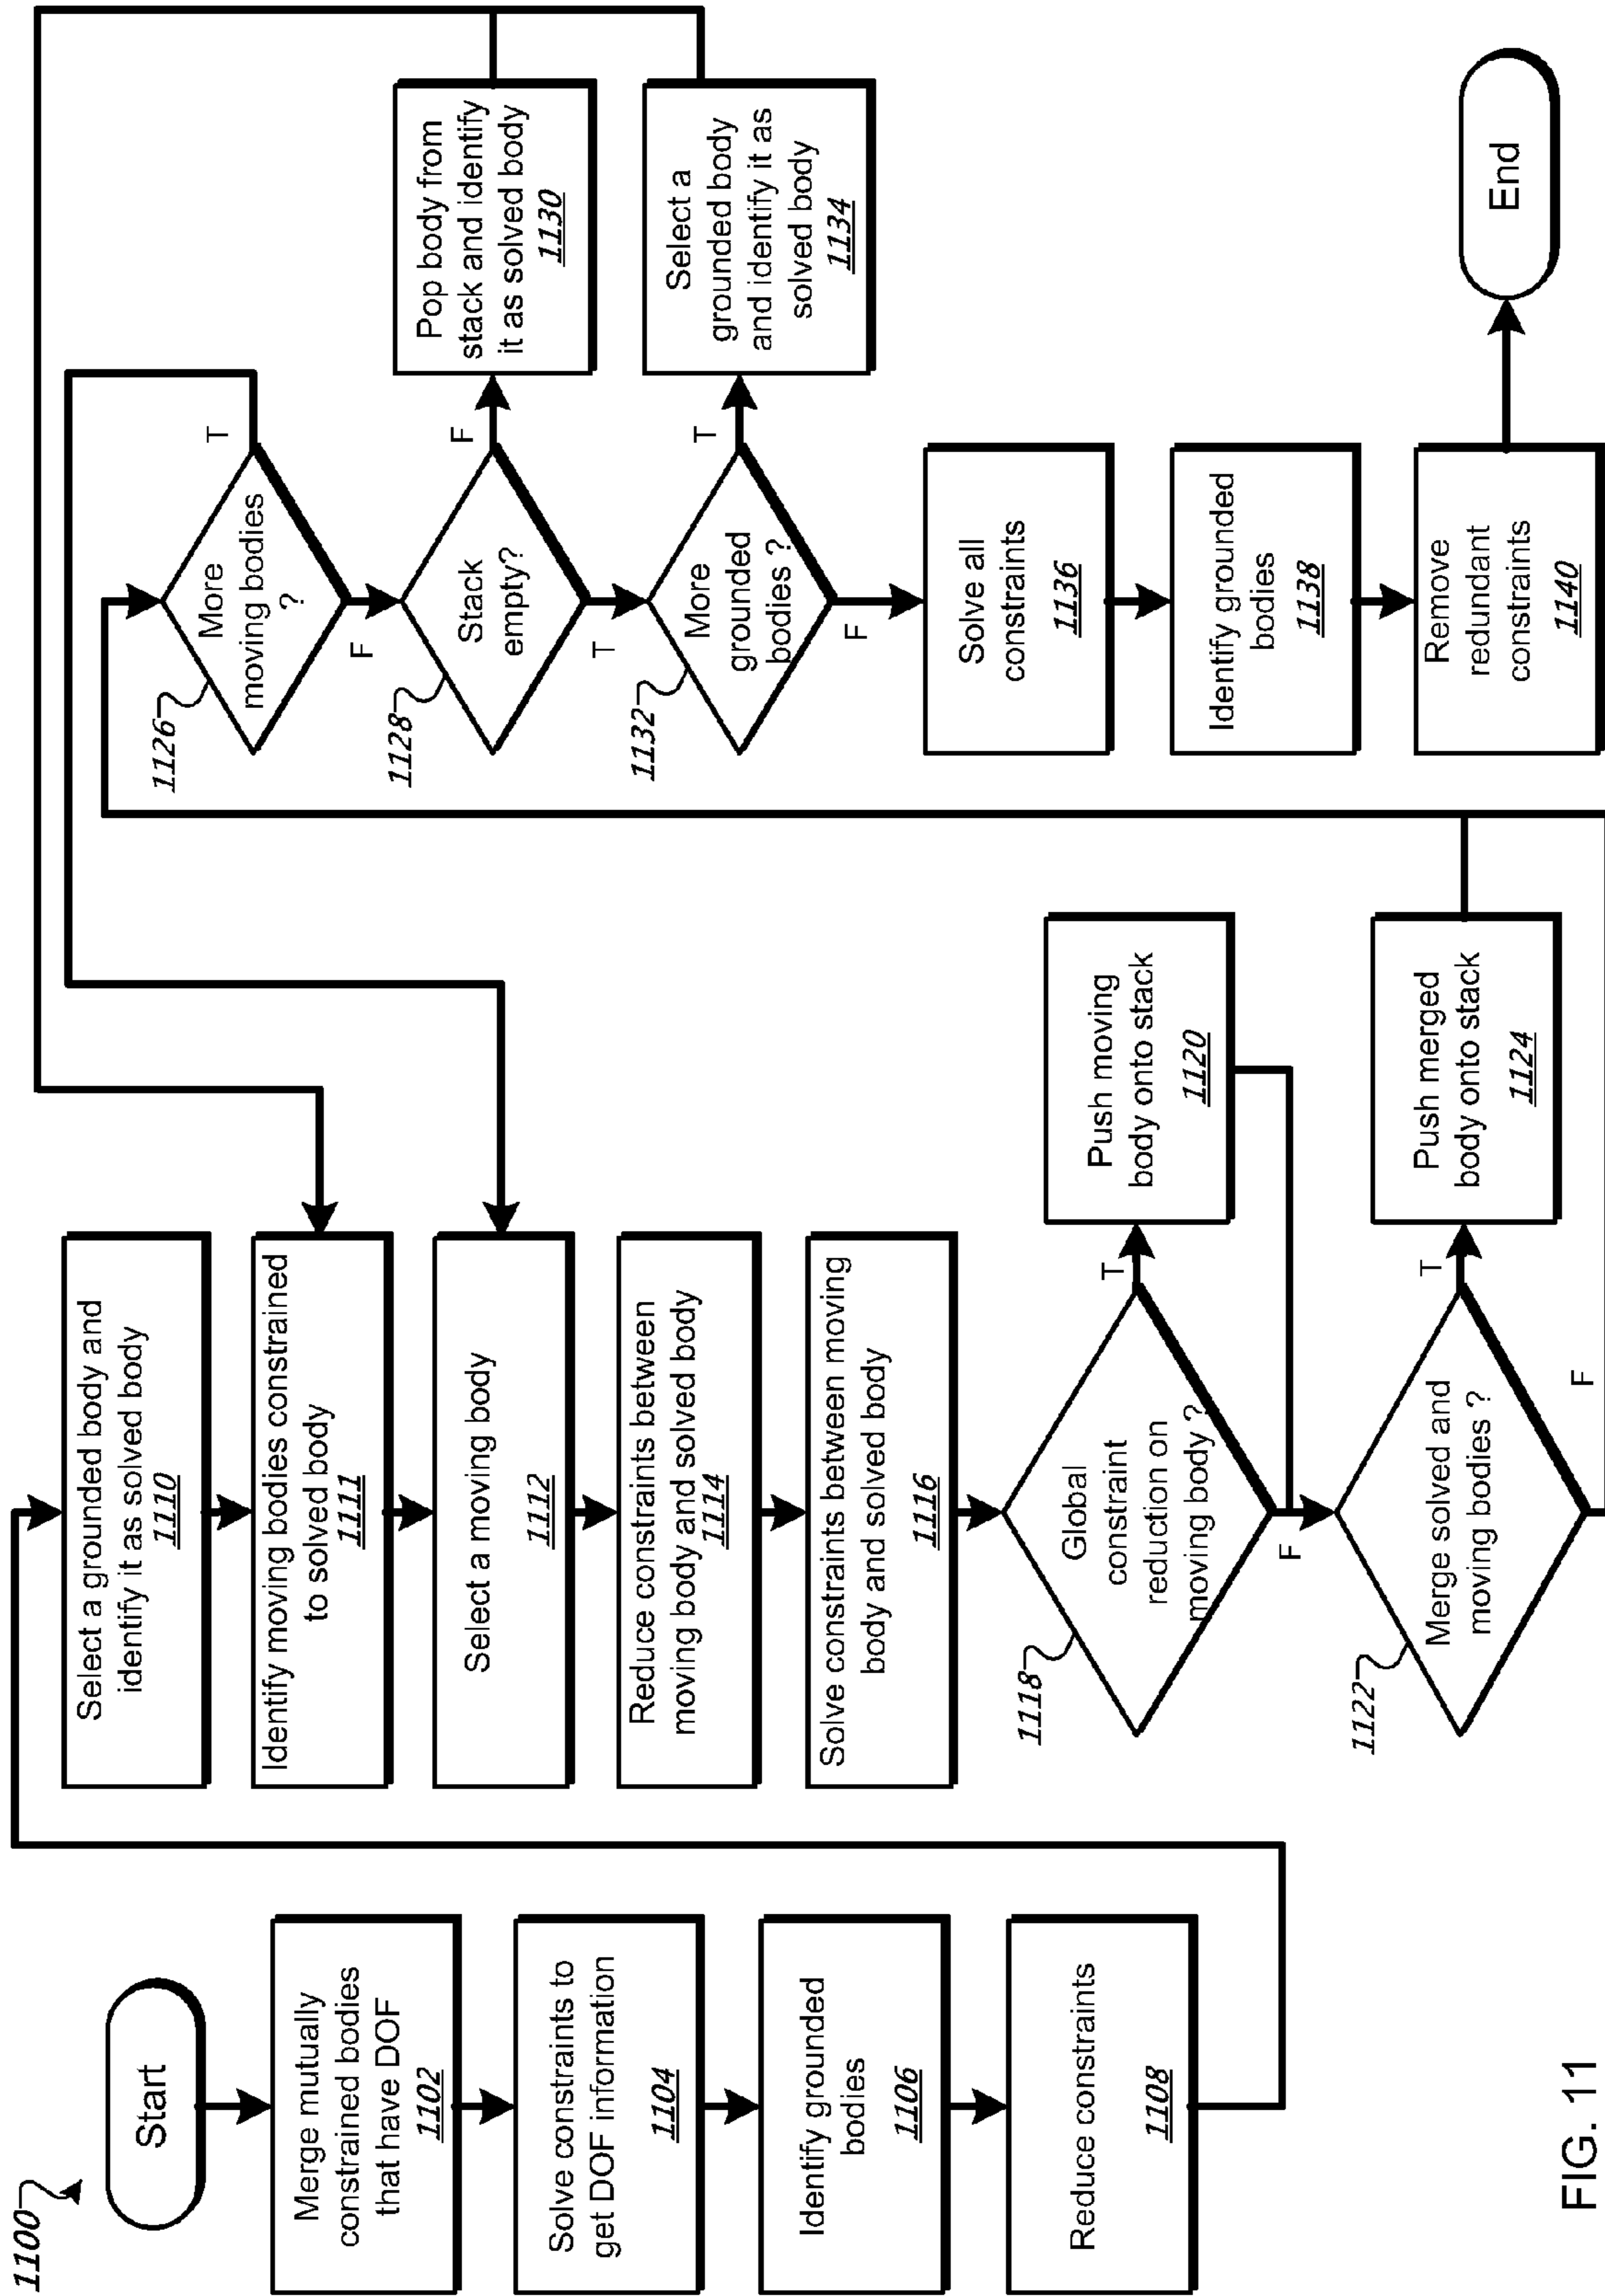 1100
Start
Merge mutually
constrained bodies
that have DOF
1102
Solve constraints to
get DOF information
1104
Identify grounded
bodies
1106
Reduce constraints
1108
Select a grounded body and
identify it as solved body
1110
Identify moving bodies constrained
to solved body
1111
Select a moving body
1112
Reduce constraints between
moving body and solved body
1114
Solve constraints between moving
body and solved body
1116
1118
Global
constraint
reduction on
moving body ?
T
F
Push moving
body onto stack
1120
1122
Merge solved and
moving bodies ?
T
F
Push merged
body onto stack
1124
1126
More
moving bodies
?
T
F
1128
Stack
empty?
F
T
Pop body from
stack and identify
it as solved body
1130
1132
More
grounded
bodies ?
T
F
Select a
grounded body
and identify it as
solved body
1134
Solve all
constraints
1136
Identify grounded
bodies
1138
Remove
redundant
constraints
1140
End
FIG. 11